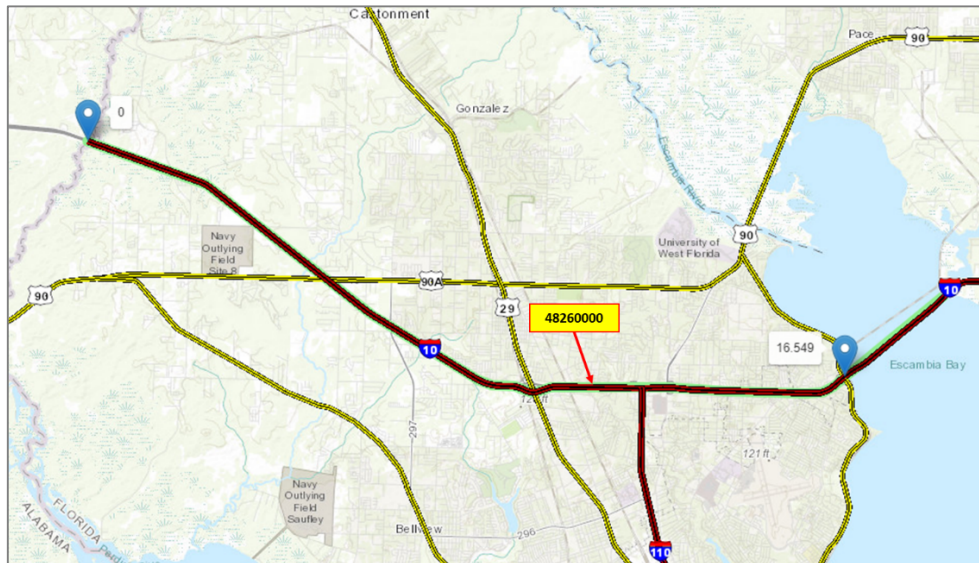 Cantonment
Pace
90
0
Gonzalez
Escambia River
Navy
Outlying
Field
Site 8
University of
West Florida
90
90
90A
29
10
48260000
16.549
10
Escambia Bay
121 ft
297
121 ft
Navy
Outlying
Field
Saufley
Bellview
296
FLORIDA
ALABAMA
110